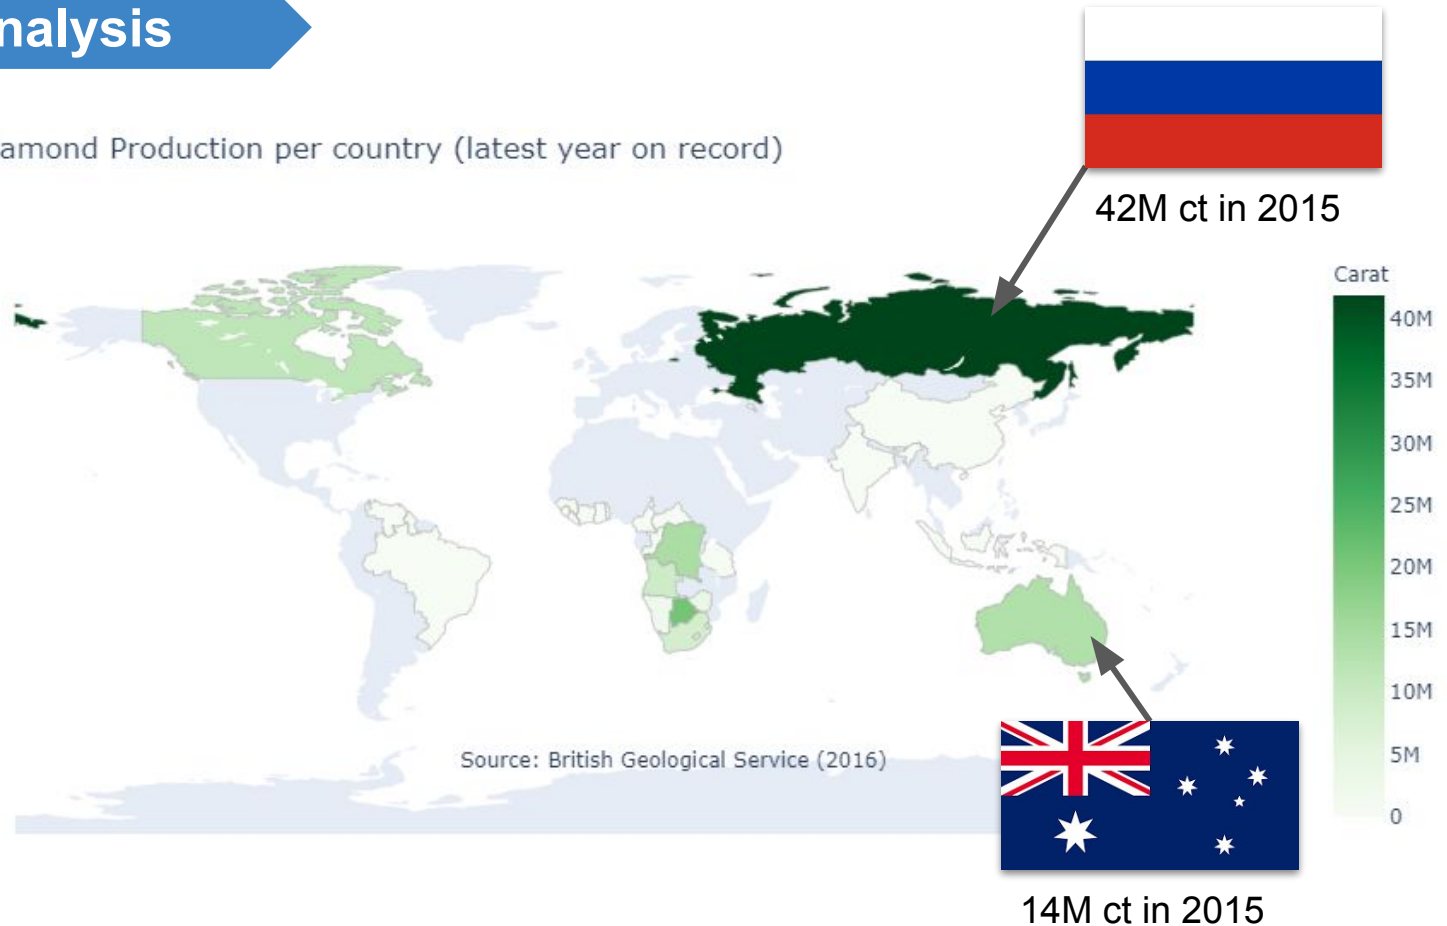 nalysis
amond Production per country (latest year on record)
42M ct in 2015
Carat
40M
35M
30M
25M
20M
15M
10M
5M
0
Source: British Geological Service (2016)
14M ct in 2015